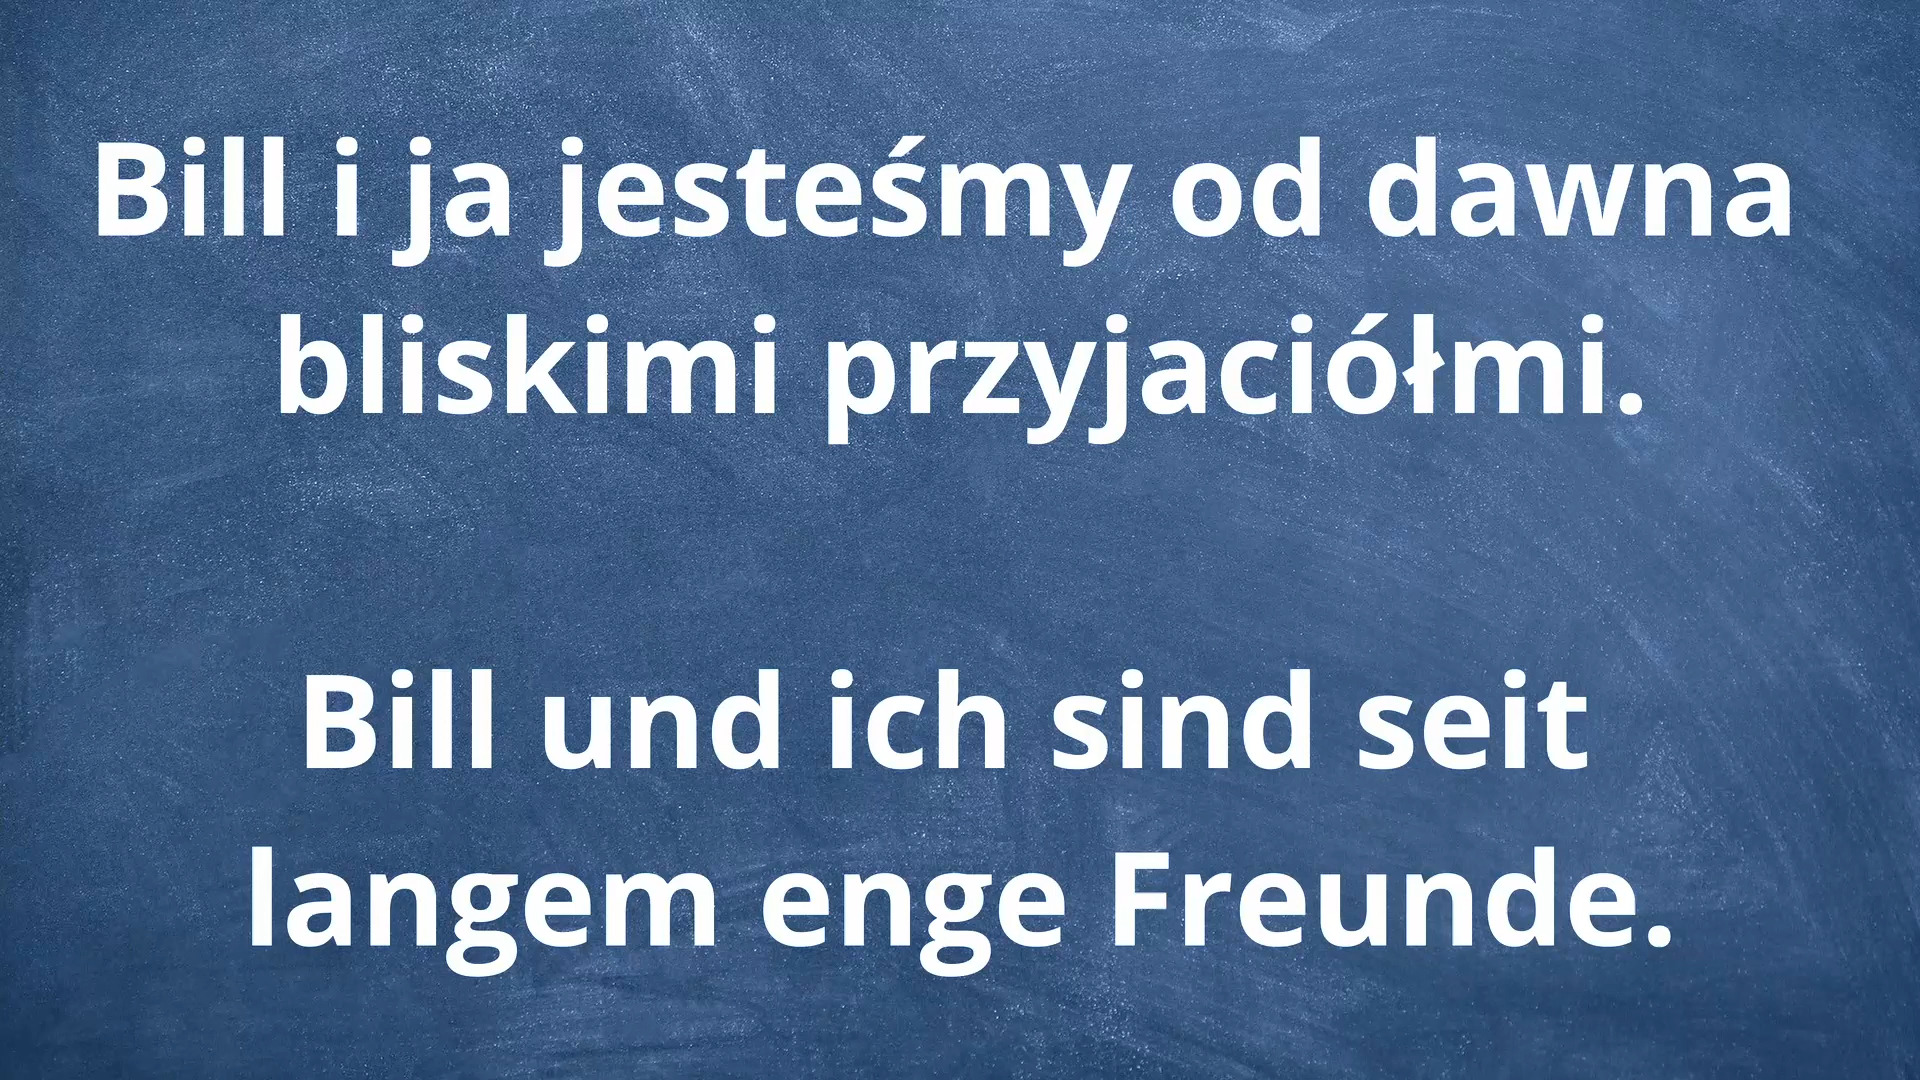 Bill i ja jesteśmy od dawna
bliskimi przyjaciółmi.
Bill und ich sind seit
langem enge Freunde.